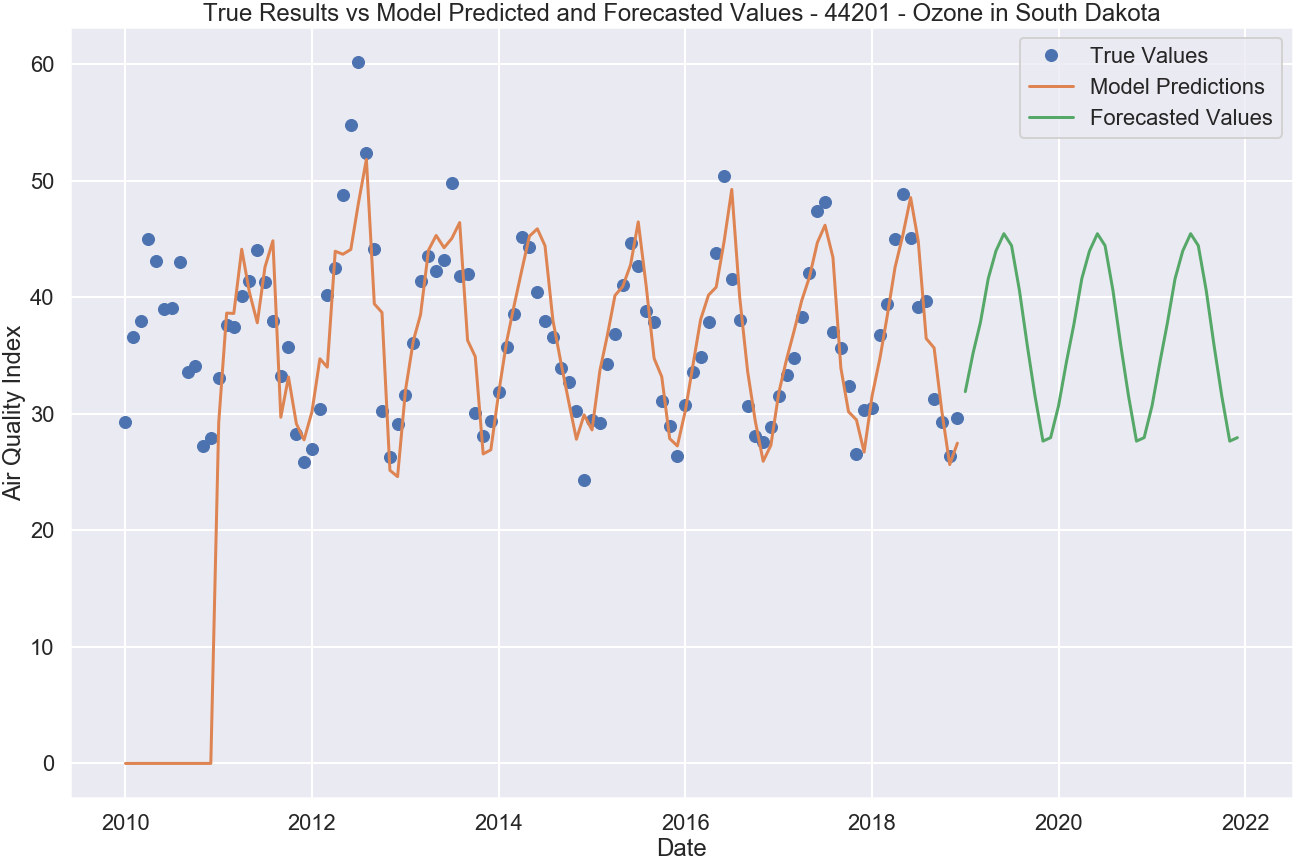 True Results vs Model Predicted and Forecasted Values - 44201 - Ozone in South Dakota
True Values
Model Predictions
Forecasted Values
Air Quality Index
60
50
40
30
20
10
0
2010 2012 2014 2016 2018 2020 2022
Date